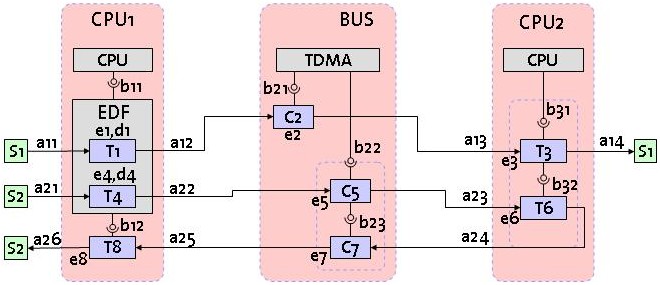 CPU1
BUS
CPU2
CPU
TDMA
CPU
b11
b21
EDF
e1,d1
C2
b31
a11
T1
a12
e2
a13
T3
a14
S1
S1
e3
b22
e4,d4
b32
a21
T4
a22
C5
a23
T6
S2
e5
e6
b12
b23
a26
T8
a25
C7
a24
S2
e8
e7